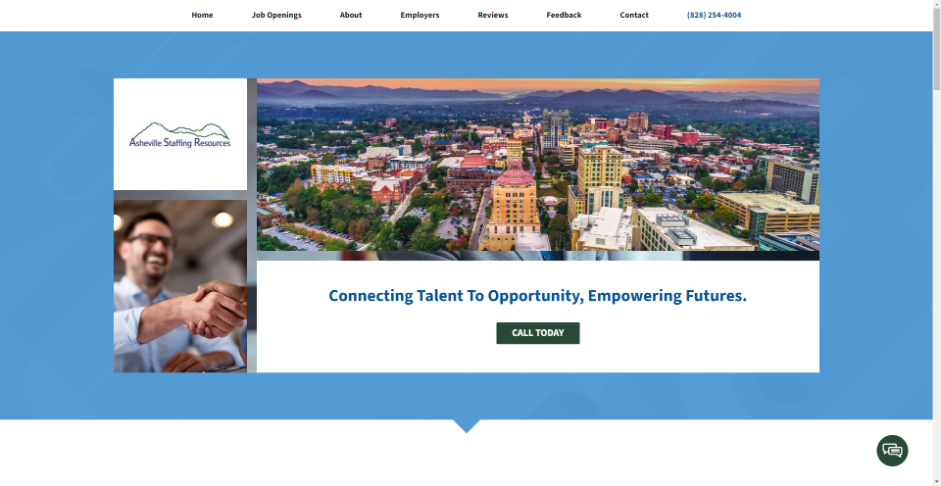 Home
Job Openings
About
Employers
Reviews
Feedback
Contact
(828) 254-4004
Asheville Staffing Resources
Connecting Talent To Opportunity, Empowering Futures.
CALL TODAY